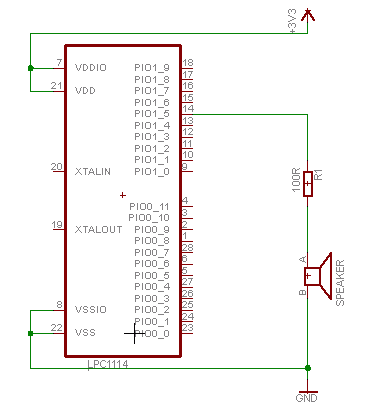 +3V3
7 VDDIO PIO1_9 18
PIO1_8 17
21 VDD PIO1_7 16
PIO1_6 15
PIO1_5 14
PIO1_4 13
PIO1_3 12
PIO1_2 11
PIO1_1 10
20 XTALIN PIO1_0 9
100R
R1
PIO0_11 4
PIO0_10 3
19 XTALOUT PIO0_9 2
PIO0_8 1
PIO0_7 28
PIO0_6 6
PIO0_5 5
PIO0_4 27
PIO0_3 26
8 VSSIO PIO0_2 25
PIO0_1 24
22 VSS PIO0_0 23
A
B
SPEAKER
LPC1114
GND